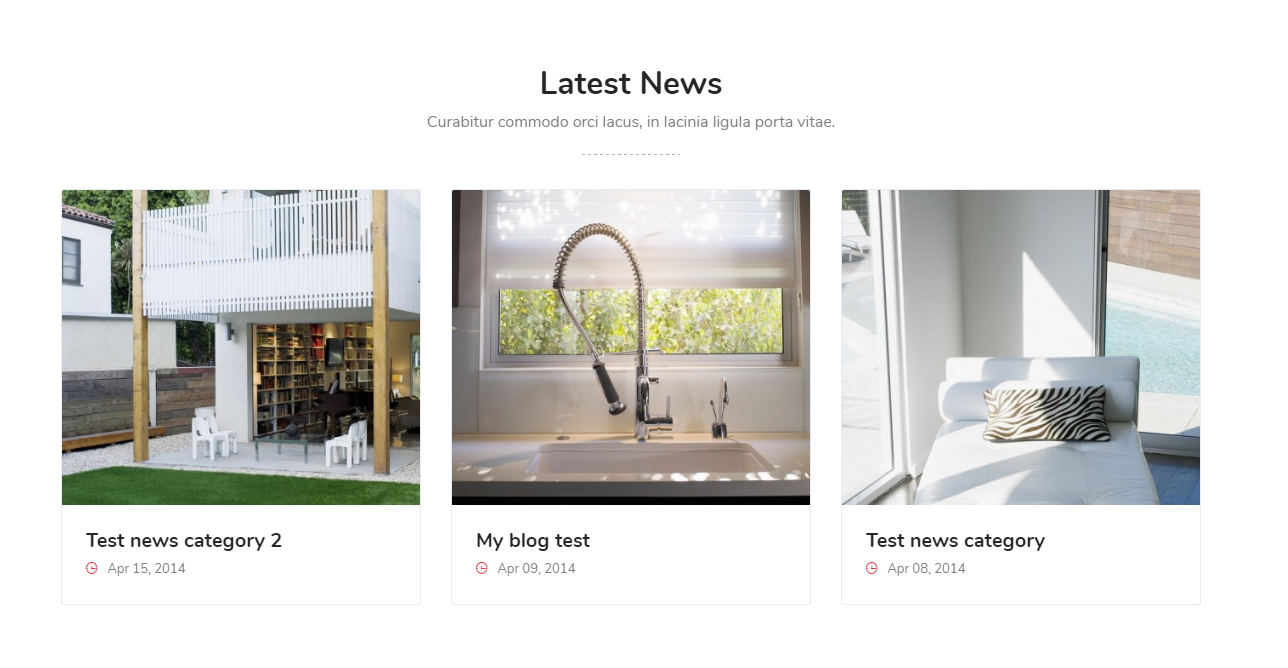 Latest News
Curabitur commodo orci lacus, in lacinia ligula porta vitae.
Test news category 2
Apr 15, 2014
My blog test
Apr 09, 2014
Test news category
Apr 08, 2014